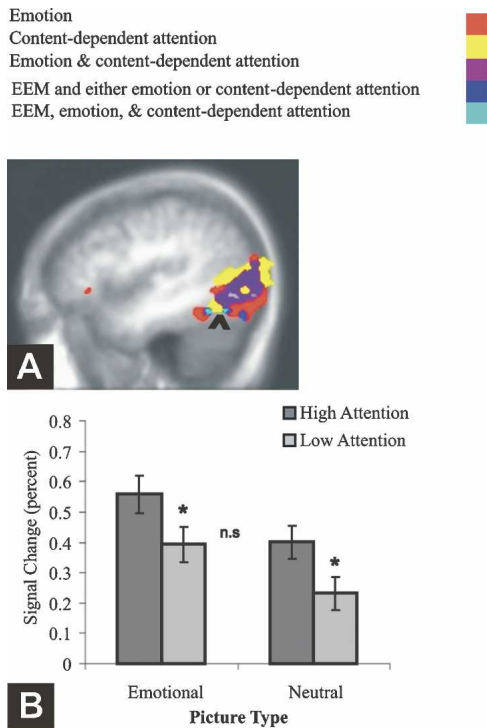 Emotion
Content-dependent attention
Emotion & content-dependent attention
EEM and either emotion or content-dependent attention
EEM, emotion, & content-dependent attention
A
0.8
High Attention
0.7
Low Attention
0.6
*
0.5
n.s
0.4
*
0.3
0.2
0.1
0
Signal Change (percent)
Emotional
Neutral
B
Picture Type